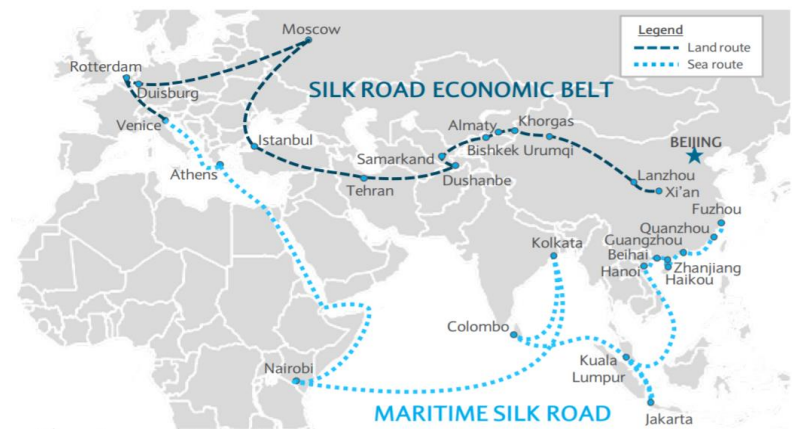 Moscow
Legend
Land route
Sea route
Rotterdam
Duisburg
SILK ROAD ECONOMIC BELT
Venice
Istanbul
Almaty
Khorgas
Bishkek
Urumqi
BEIJING
Samarkand
Athens
Tehran
Dushanbe
Lanzhou
Xi'an
Fuzhou
Quanzhou
Guangzhou
Kolkata
Beihai
Hanoi
Zhanjiang
Haikou
Colombo
Kuala
Lumpur
Nairobi
MARITIME SILK ROAD
Jakarta